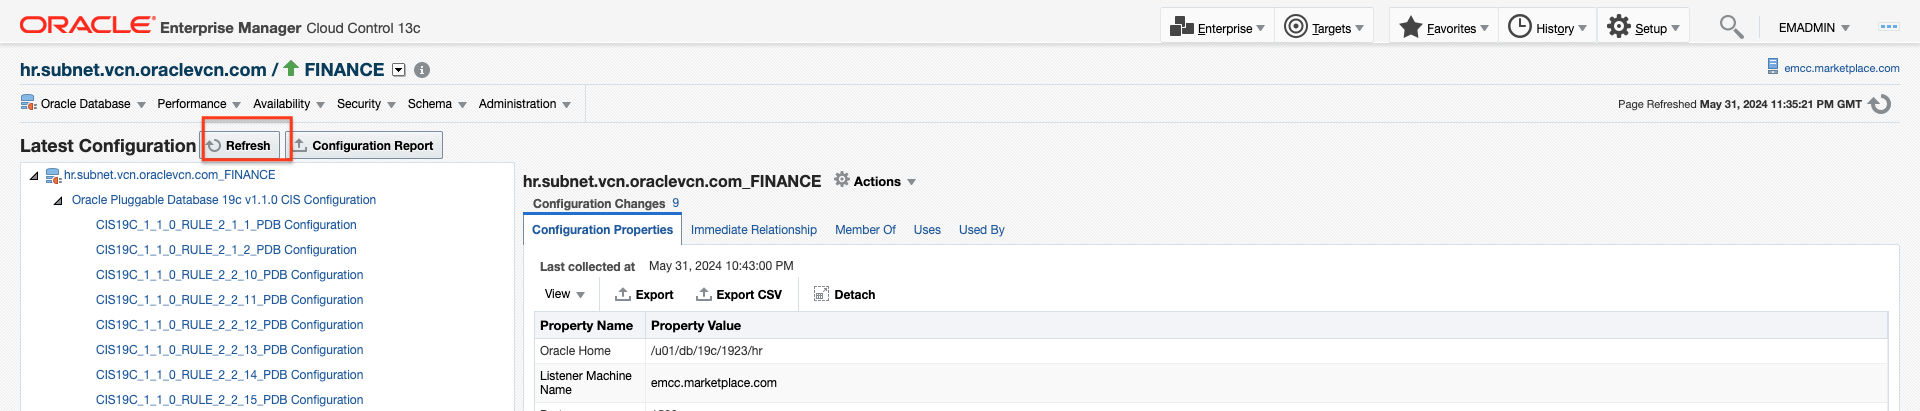 ORACLE Enterprise Manager Cloud Control 13c
Enterprise Targets Favorites History Setup EMADMIN
hr.subnet.vcn.oraclevcn.com / FINANCE
emcc.marketplace.com
Oracle Database Performance Availability Security Schema Administration
Page Refreshed May 31, 2024 11:35:21 PM GMT
Latest Configuration Refresh Configuration Report
hr.subnet.vcn.oraclevcn.com_FINANCE
Oracle Pluggable Database 19c v1.1.0 CIS Configuration
CIS19C_1_1_0_RULE_2_1_1_PDB Configuration
CIS19C_1_1_0_RULE_2_1_2_PDB Configuration
CIS19C_1_1_0_RULE_2_2_10_PDB Configuration
CIS19C_1_1_0_RULE_2_2_11_PDB Configuration
CIS19C_1_1_0_RULE_2_2_12_PDB Configuration
CIS19C_1_1_0_RULE_2_2_13_PDB Configuration
CIS19C_1_1_0_RULE_2_2_14_PDB Configuration
CIS19C_1_1_0_RULE_2_2_15_PDB Configuration
hr.subnet.vcn.oraclevcn.com_FINANCE Actions
Configuration Changes 9
Configuration Properties Immediate Relationship Member Of Uses Used By
Last collected at May 31, 2024 10:43:00 PM
View Export Export CSV Detach
Property Name Property Value
Oracle Home /u01/db/19c/1923/hr
Listener Machine
Name emcc.marketplace.com